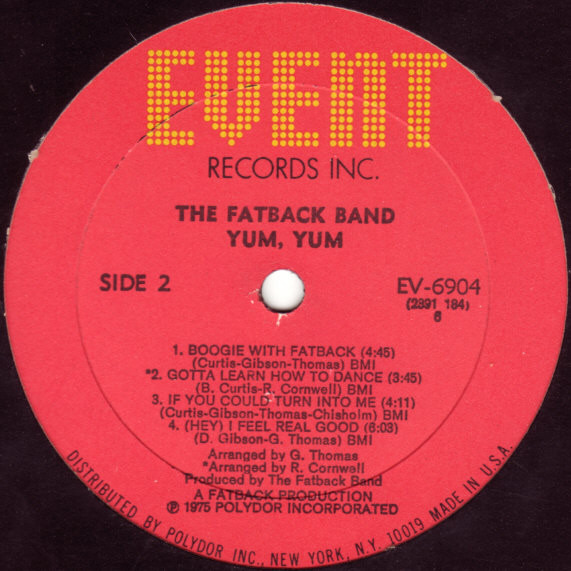 EVENT
RECORDS INC.
THE FATBACK BAND
YUM, YUM
SIDE 2
EV-6904
(2391 184)
6
1. BOOGIE WITH FATBACK (4:45)
(Curtis-Gibson-Thomas) BMI
*2. GOTTA LEARN HOW TO DANCE (3:45)
(B. Curtis-R. Cornwell) BMI
3. IF YOU COULD TURN INTO ME (4:11)
(Curtis-Gibson-Thomas-Chisholm) BMI
4. (HEY) I FEEL REAL GOOD (6:03)
(D. Gibson-G. Thomas) BMI
Arranged by G. Thomas
*Arranged by R. Cornwell
Produced by The Fatback Band
A FATBACK PRODUCTION
℗ 1975 POLYDOR INCORPORATED
DISTRIBUTED BY POLYDOR INC., NEW YORK, N.Y. 10019 MADE IN U.S.A.